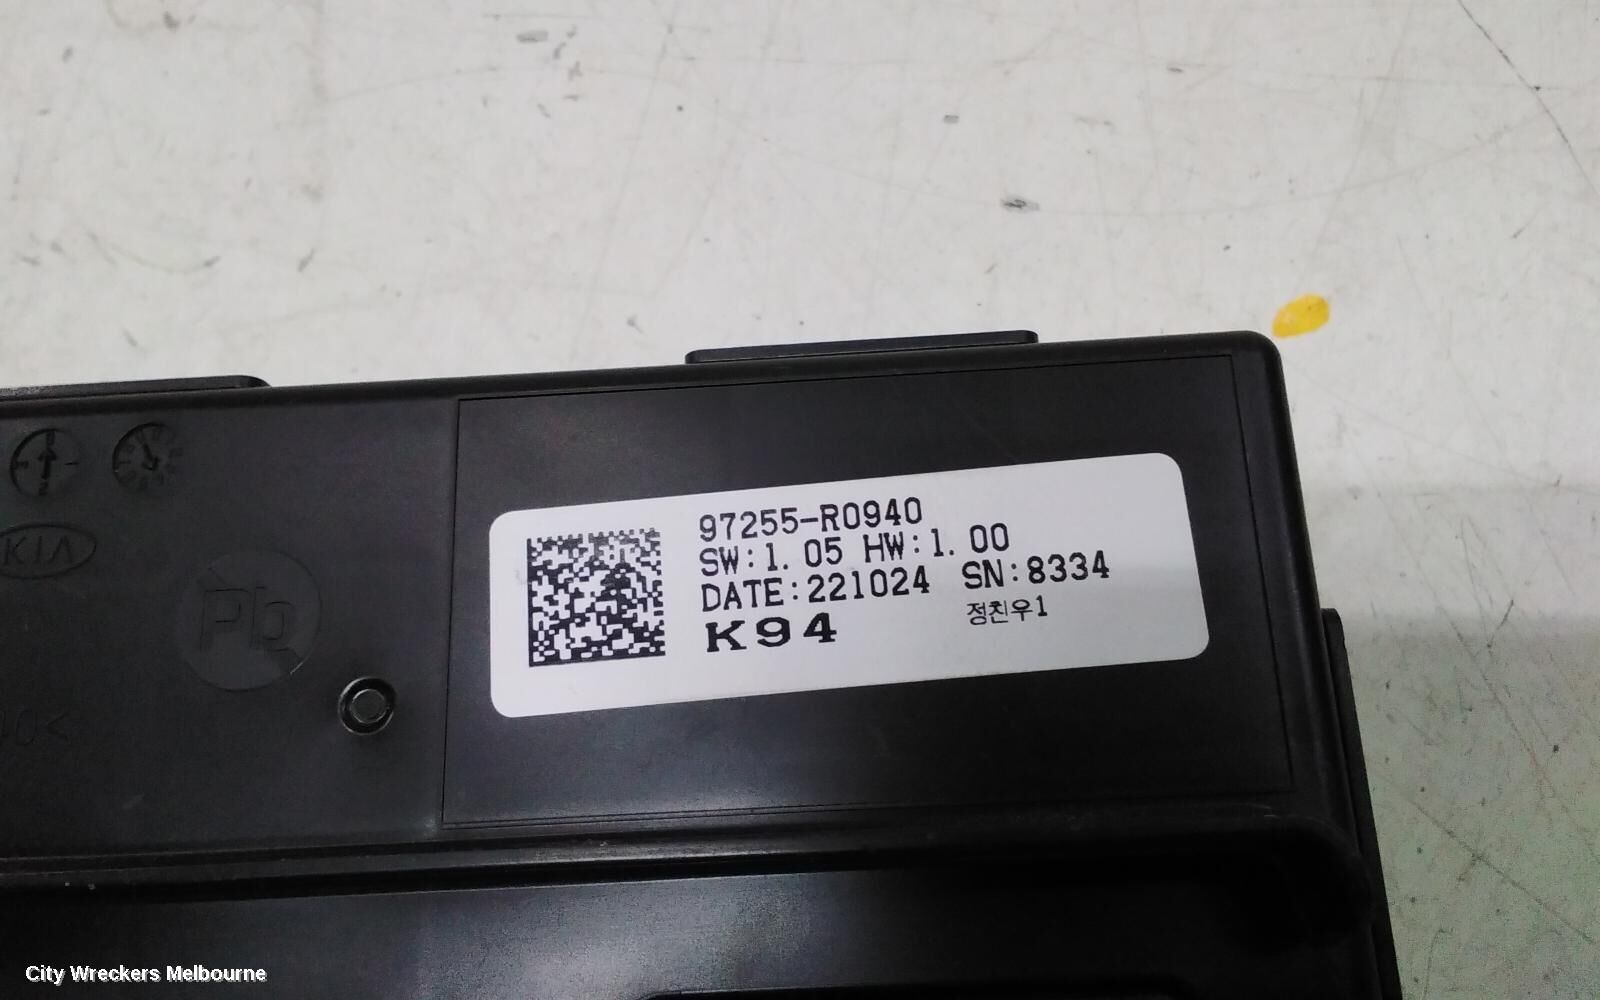 97255-R0940
SW:1.05 HW:1.00
DATE:221024 SN:8334
K94 정친우1
KIA
Pb
City Wreckers Melbourne